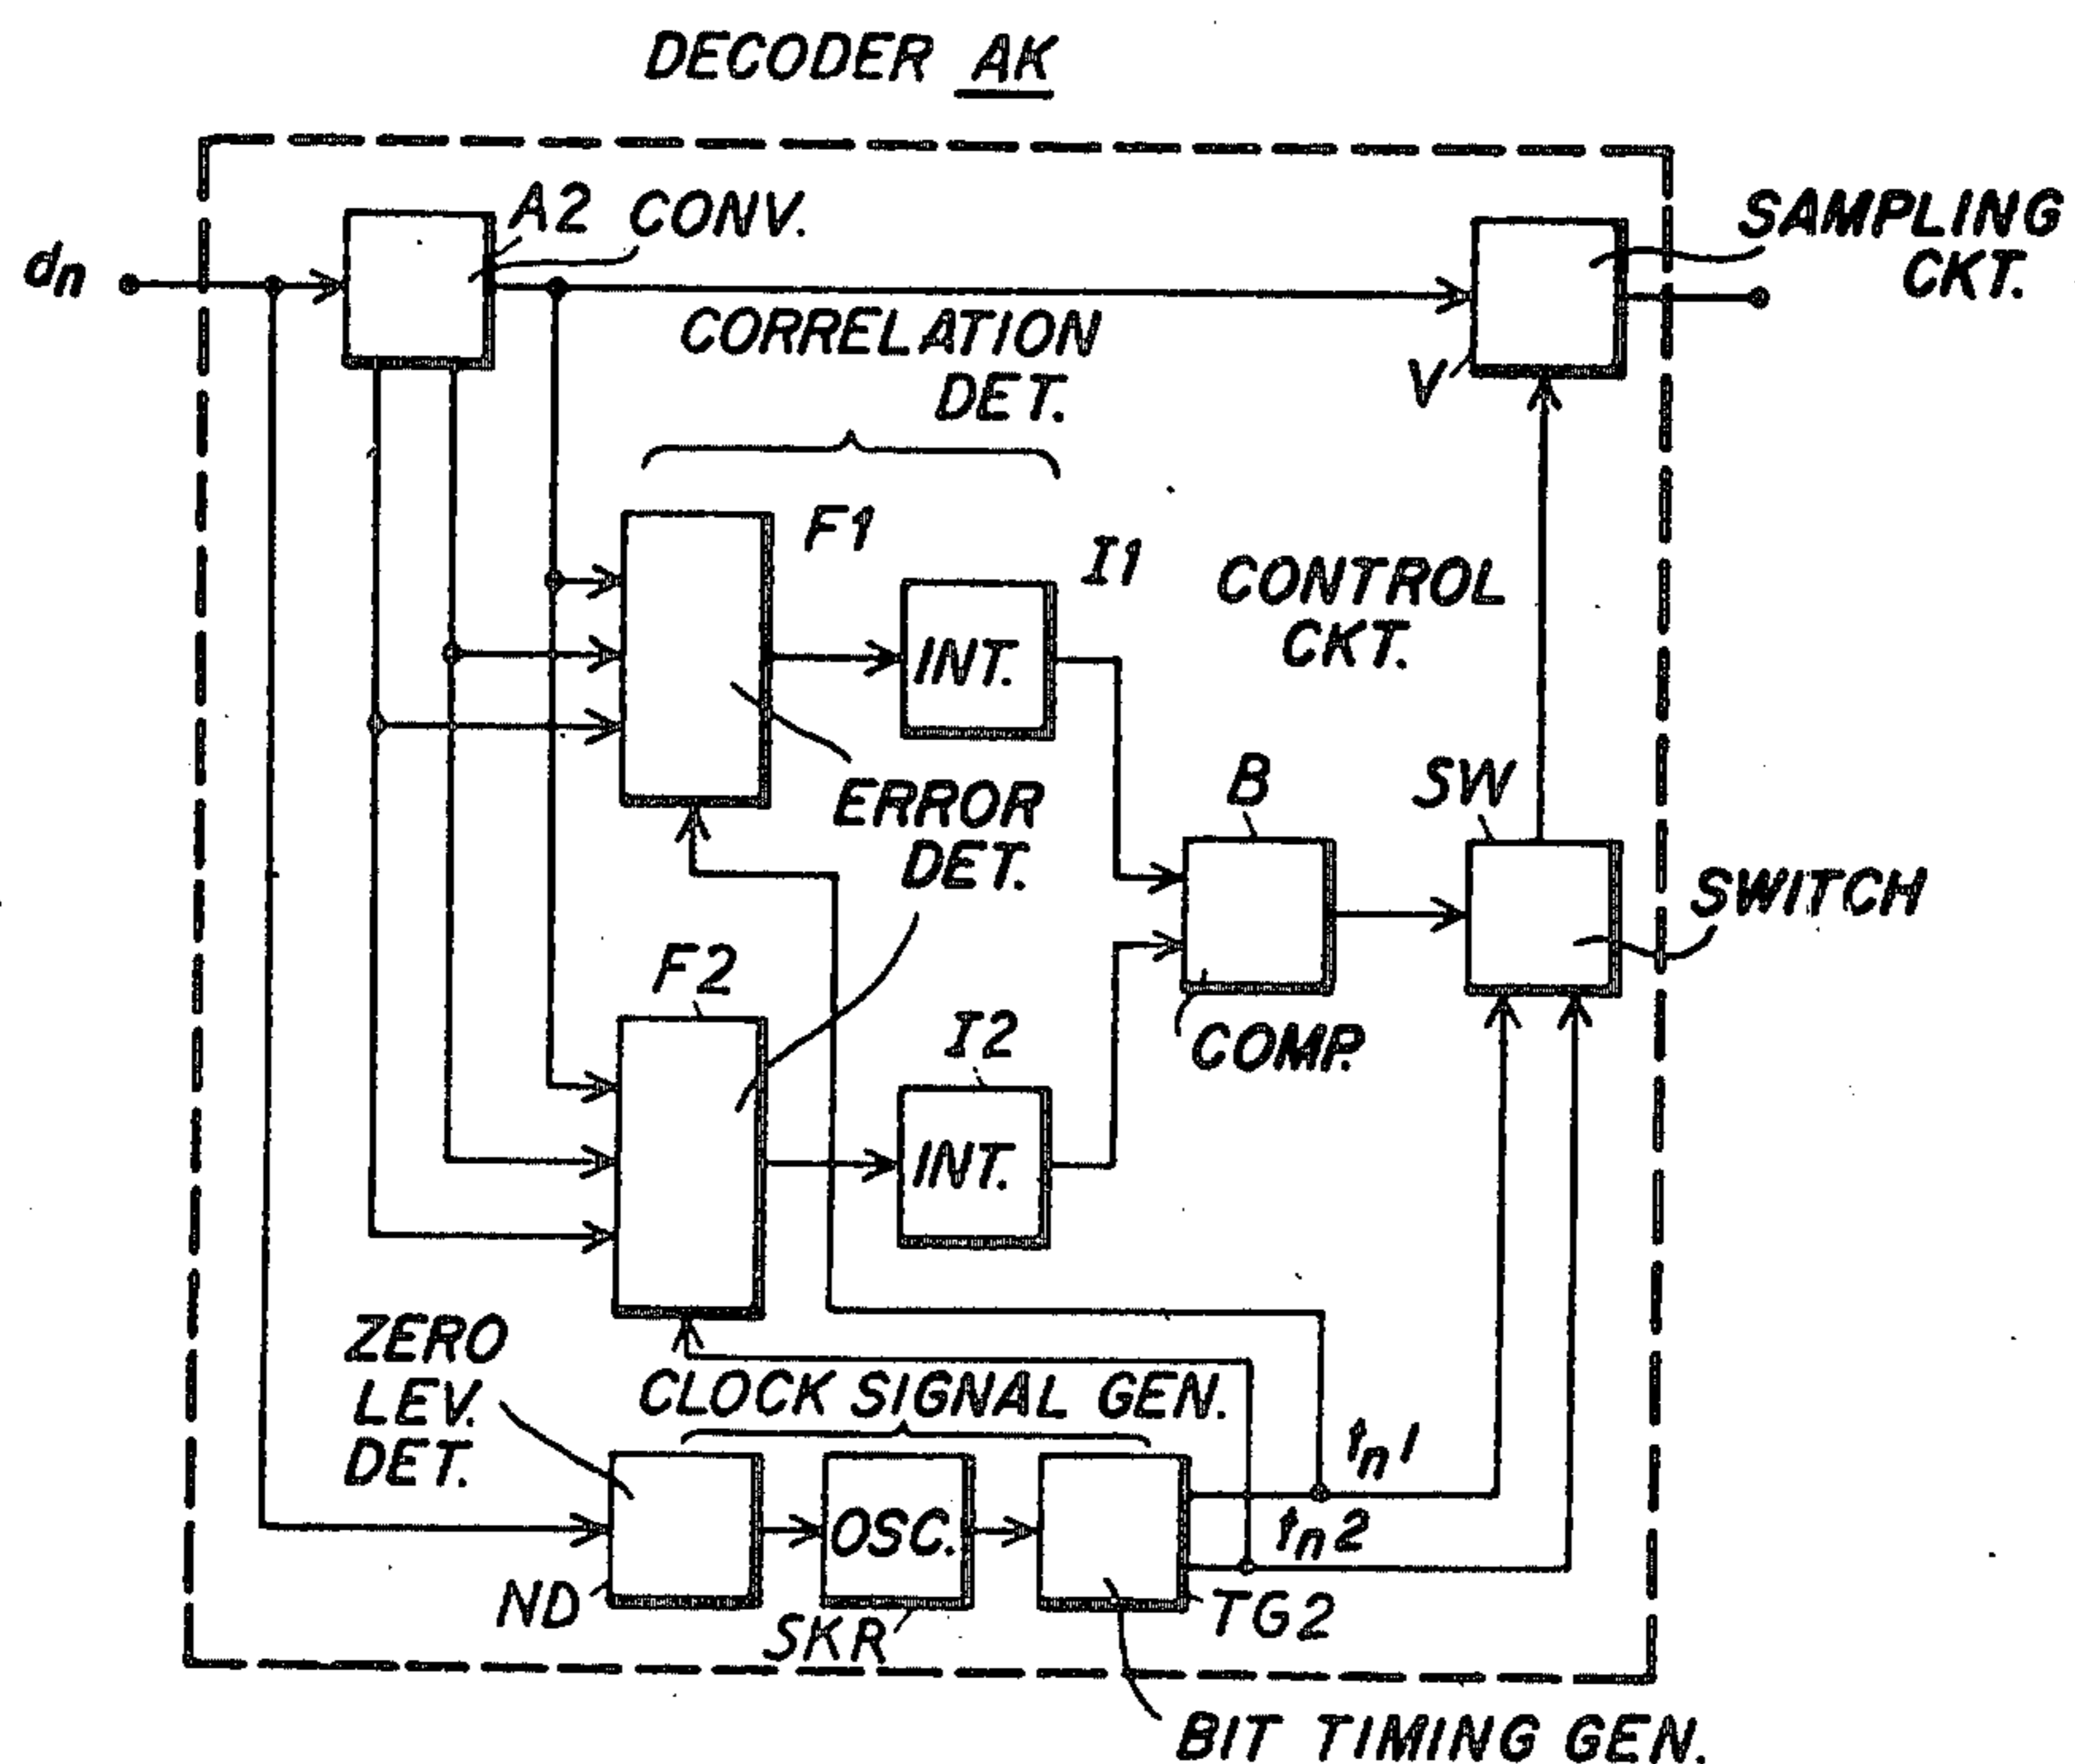 DECODER AK
dn
A2 CONV.
SAMPLING
CKT.
V
CORRELATION
DET.
F1
I1
INT.
CONTROL
CKT.
ERROR
DET.
B
SW
SWITCH
COMP.
F2
I2
INT.
ZERO
LEV.
DET.
CLOCK SIGNAL GEN.
tn1
tn2
OSC.
ND
SKR
TG2
BIT TIMING GEN.